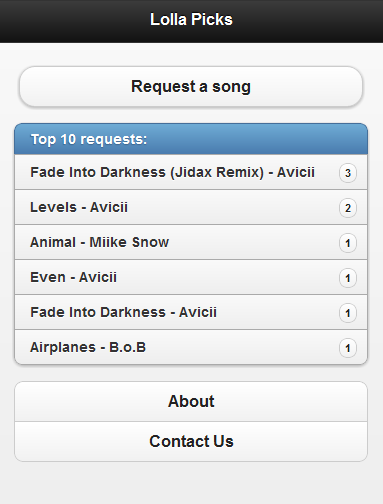 Lolla Picks
Request a song
Top 10 requests:
Fade Into Darkness (Jidax Remix) - Avicii 3
Levels - Avicii 2
Animal - Miike Snow 1
Even - Avicii 1
Fade Into Darkness - Avicii 1
Airplanes - B.o.B 1
About
Contact Us